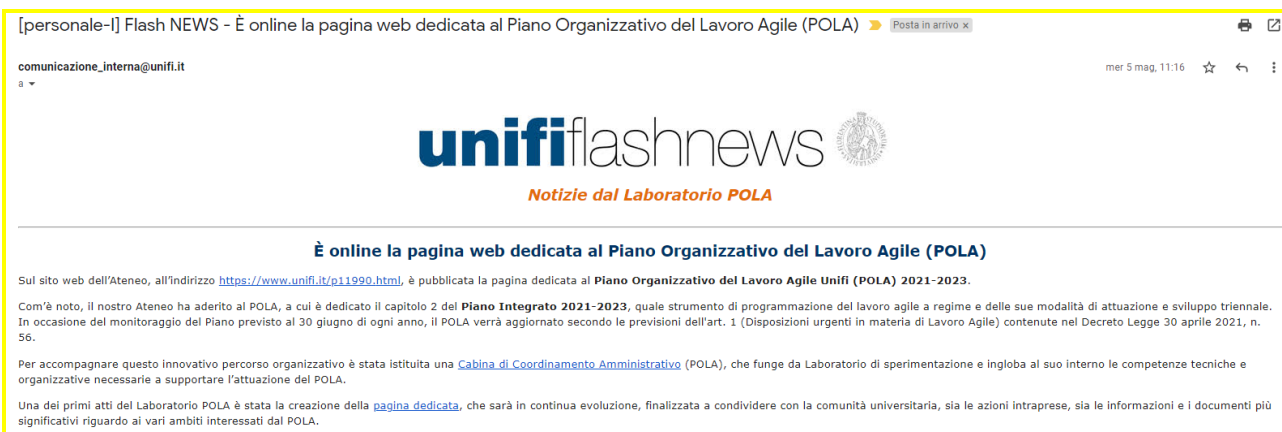 [personale-l] Flash NEWS - È online la pagina web dedicata al Piano Organizzativo del Lavoro Agile (POLA) Posta in arrivo x
comunicazione_interna@unifi.it mer 5 mag, 11:16
a
unififlashnews
Notizie dal Laboratorio POLA
È online la pagina web dedicata al Piano Organizzativo del Lavoro Agile (POLA)
Sul sito web dell'Ateneo, all'indirizzo https://www.unifi.it/p11990.html, è pubblicata la pagina dedicata al Piano Organizzativo del Lavoro Agile Unifi (POLA) 2021-2023.
Com'è noto, il nostro Ateneo ha aderito al POLA, a cui è dedicato il capitolo 2 del Piano Integrato 2021-2023, quale strumento di programmazione del lavoro agile a regime e delle sue modalità di attuazione e sviluppo triennale.
In occasione del monitoraggio del Piano previsto al 30 giugno di ogni anno, il POLA verrà aggiornato secondo le previsioni dell'art. 1 (Disposizioni urgenti in materia di Lavoro Agile) contenute nel Decreto Legge 30 aprile 2021, n.
56.
Per accompagnare questo innovativo percorso organizzativo è stata istituita una Cabina di Coordinamento Amministrativo (POLA), che funge da Laboratorio di sperimentazione e ingloba al suo interno le competenze tecniche e
organizzative necessarie a supportare l'attuazione del POLA.
Una dei primi atti del Laboratorio POLA è stata la creazione della pagina dedicata, che sarà in continua evoluzione, finalizzata a condividere con la comunità universitaria, sia le azioni intraprese, sia le informazioni e i documenti più
significativi riguardo ai vari ambiti interessati dal POLA.